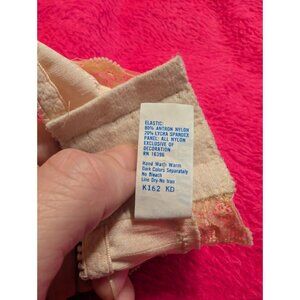 ELASTIC:
80% ANTRON NYLON
20% LYCRA SPANDEX
PANEL: ALL NYLON
EXCLUSIVE OF
DECORATION
RN 16396
Hand Wash Warm
Dark Colors Separately
No Bleach
Line Dry-No Iron
K162 KD